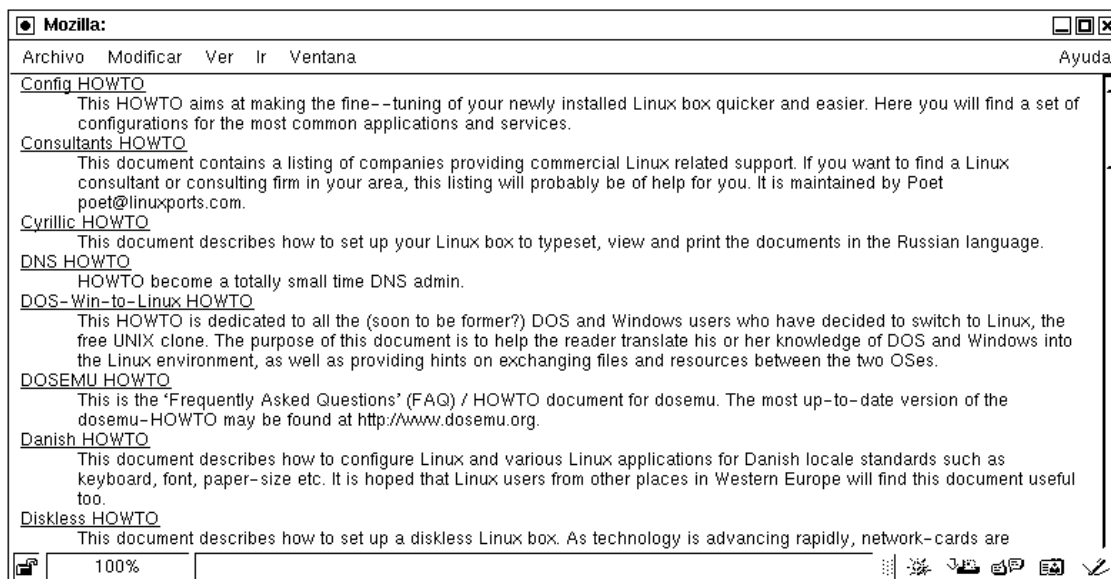 Mozilla:
Archivo Modificar Ver Ir Ventana Ayuda
Config HOWTO
This HOWTO aims at making the fine--tuning of your newly installed Linux box quicker and easier. Here you will find a set of
configurations for the most common applications and services.
Consultants HOWTO
This document contains a listing of companies providing commercial Linux related support. If you want to find a Linux
consultant or consulting firm in your area, this listing will probably be of help for you. It is maintained by Poet
poet@linuxports.com.
Cyrillic HOWTO
This document describes how to set up your Linux box to typeset, view and print the documents in the Russian language.
DNS HOWTO
HOWTO become a totally small time DNS admin.
DOS-Win-to-Linux HOWTO
This HOWTO is dedicated to all the (soon to be former?) DOS and Windows users who have decided to switch to Linux, the
free UNIX clone. The purpose of this document is to help the reader translate his or her knowledge of DOS and Windows into
the Linux environment, as well as providing hints on exchanging files and resources between the two OSes.
DOSEMU HOWTO
This is the ‘Frequently Asked Questions’ (FAQ) / HOWTO document for dosemu. The most up-to-date version of the
dosemu-HOWTO may be found at http://www.dosemu.org.
Danish HOWTO
This document describes how to configure Linux and various Linux applications for Danish locale standards such as
keyboard, font, paper-size etc. It is hoped that Linux users from other places in Western Europe will find this document useful
too.
Diskless HOWTO
This document describes how to set up a diskless Linux box. As technology is advancing rapidly, network-cards are
100%